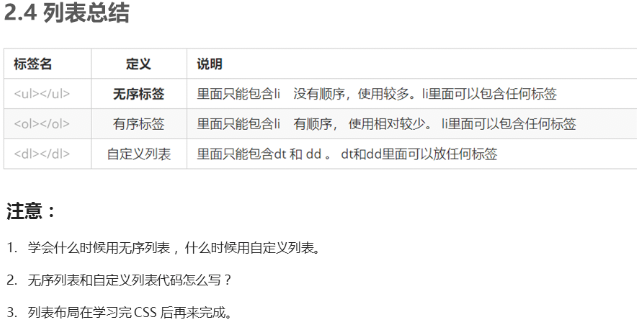 2.4 列表总结
标签名 定义 说明
<ul></ul> 无序标签 里面只能包含li 没有顺序，使用较多。li里面可以包含任何标签
<ol></ol> 有序标签 里面只能包含li 有顺序， 使用相对较少。 li里面可以包含任何标签
<dl></dl> 自定义列表 里面只能包含dt 和 dd 。 dt和dd里面可以放任何标签
注意：
1. 学会什么时候用无序列表 ，什么时候用自定义列表。
2. 无序列表和自定义列表代码怎么写？
3. 列表布局在学习完 CSS 后再来完成。